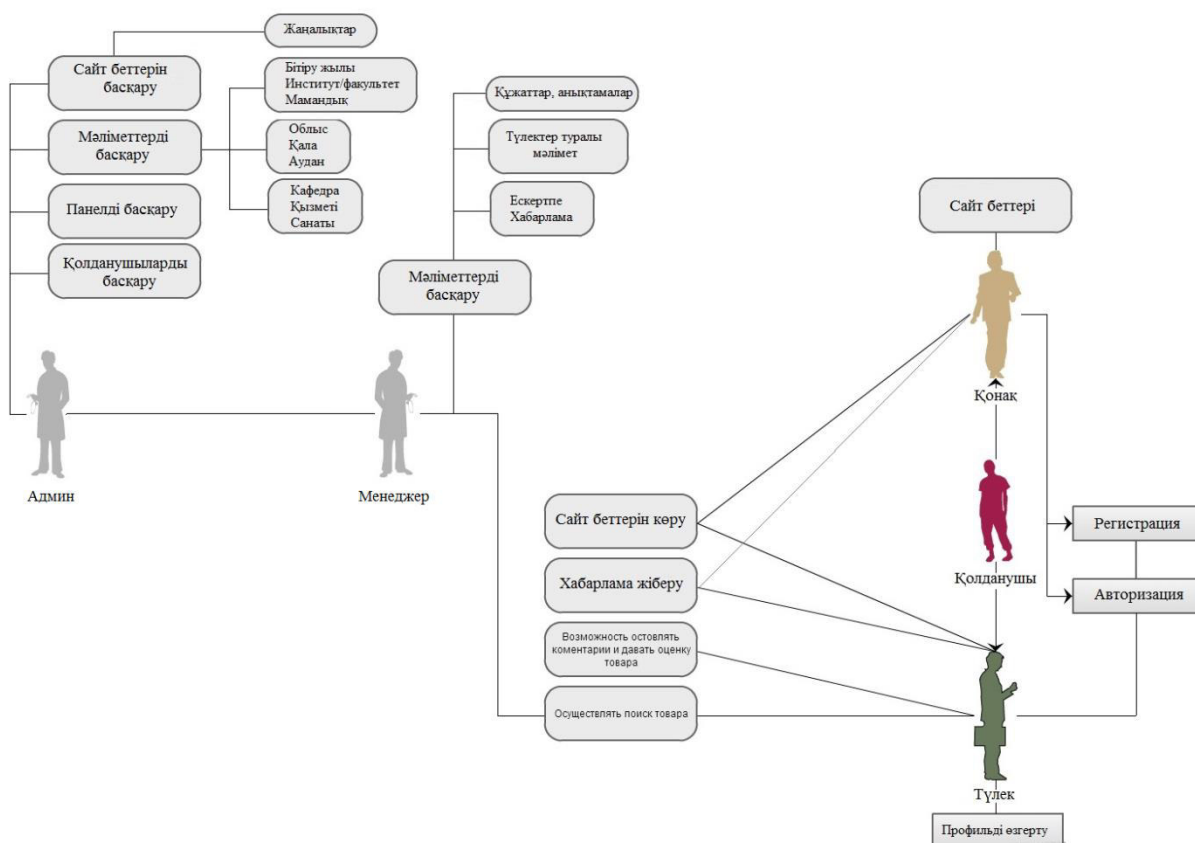 Жаңалықтар
Сайт беттерін
басқару
Бітіру жылы
Институт/факультет
Мамандық
Мәліметтерді
басқару
Облыс
Қала
Аудан
Панелді басқару
Кафедра
Қызметі
Санаты
Қолданушыларды
басқару
Құжаттар, анықтамалар
Түлектер туралы
мәлімет
Ескертпе
Хабарлама
Мәліметтерді
басқару
Сайт беттері
Қонақ
Админ
Менеджер
Сайт беттерін көру
Хабарлама жіберу
Возможность остовлять
коментарии и давать оценку
товара
Осуществлять поиск товара
Қолданушы
Регистрация
Авторизация
Түлек
Профильді өзгерту